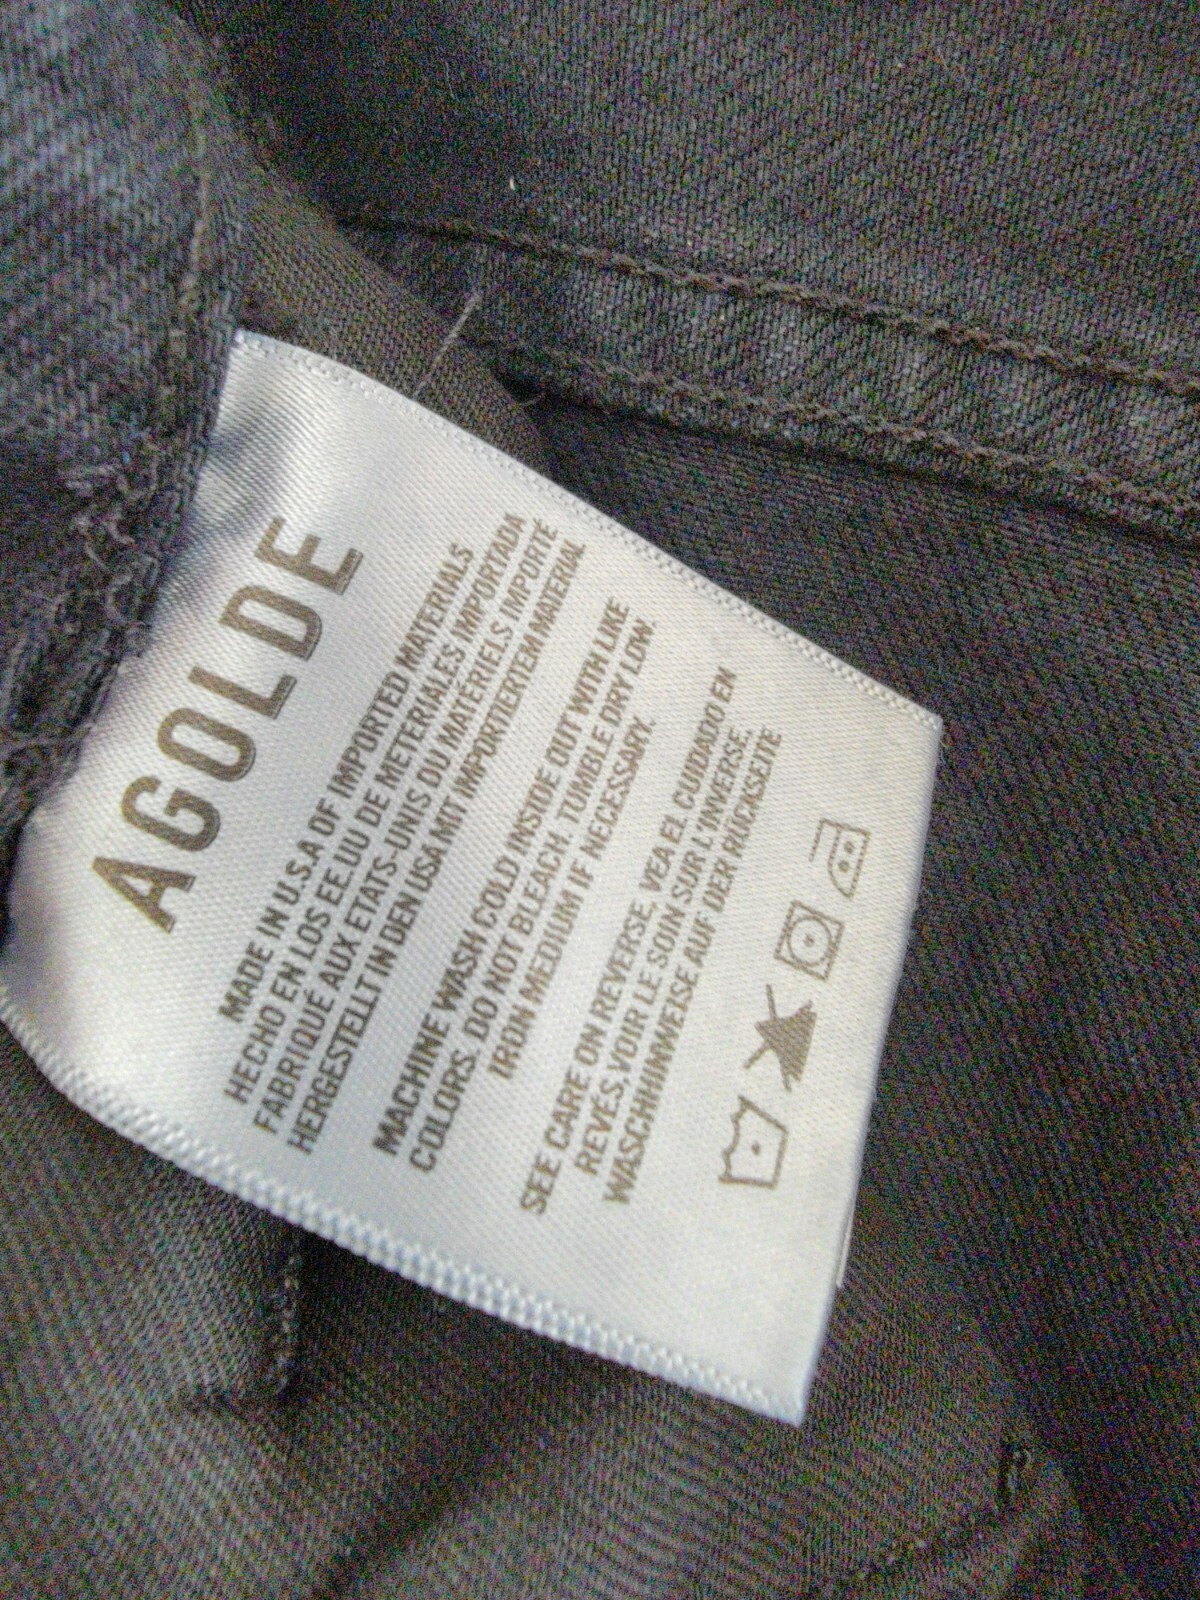 AGOLDE
MADE IN U.S.A OF IMPORTED MATERIALS
HECHO EN LOS EE.UU DE METERIALES IMPORTADA
FABRIQUÉ AUX ETATS-UNIS DU MATÉRIELS IMPORTÉ
HERGESTELLT IN DEN USA MIT IMPORTIERTEM MATERIAL
MACHINE WASH COLD INSIDE OUT WITH LIKE
COLORS. DO NOT BLEACH. TUMBLE DRY LOW.
IRON MEDIUM IF NECESSARY.
SEE CARE ON REVERSE, VEA EL CUIDADO EN
REVÉS,VOIR LE SOIN SUR L'INVERSE,
WASCHHINWEISE AUF DER RÜCKSEITE